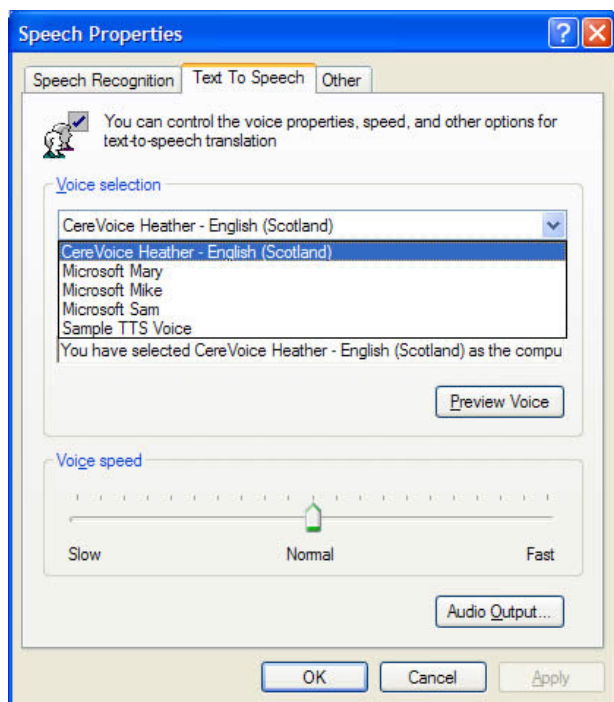 Speech Properties
Speech Recognition Text To Speech Other
You can control the voice properties, speed, and other options for
text-to-speech translation
Voice selection
CereVoice Heather - English (Scotland)
CereVoice Heather - English (Scotland)
Microsoft Mary
Microsoft Mike
Microsoft Sam
Sample TTS Voice
You have selected CereVoice Heather - English (Scotland) as the compu
Preview Voice
Voice speed
Slow Normal Fast
Audio Output...
OK Cancel Apply